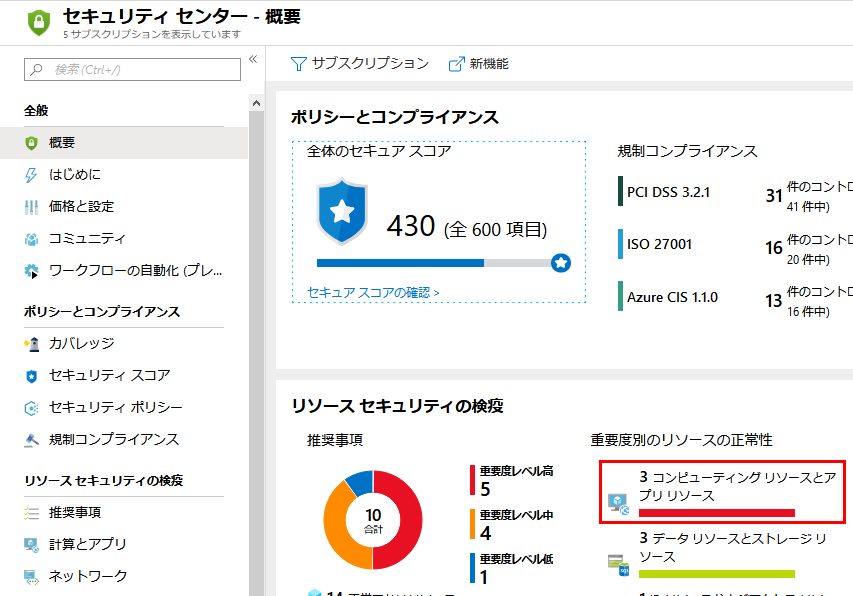 セキュリティ センター - 概要
5 サブスクリプションを表示しています
検索 (Ctrl+/)
«
全般
概要
はじめに
価格と設定
コミュニティ
ワークフローの自動化 (プレ...
ポリシーとコンプライアンス
カバレッジ
セキュリティ スコア
セキュリティ ポリシー
規制コンプライアンス
リソース セキュリティの検疫
推奨事項
計算とアプリ
ネットワーク
サブスクリプション
新機能
ポリシーとコンプライアンス
全体のセキュア スコア
430 (全 600 項目)
セキュア スコアの確認 >
規制コンプライアンス
PCI DSS 3.2.1
31 件のコントロ
41 件中)
ISO 27001
16 件のコントロ
20 件中)
Azure CIS 1.1.0
13 件のコントロ
16 件中)
リソース セキュリティの検疫
推奨事項
10
合計
重要度レベル高
5
重要度レベル中
4
重要度レベル低
1
重要度別のリソースの正常性
3 コンピューティング リソースとア
プリ リソース
3 データ リソースとストレージ リ
ソース